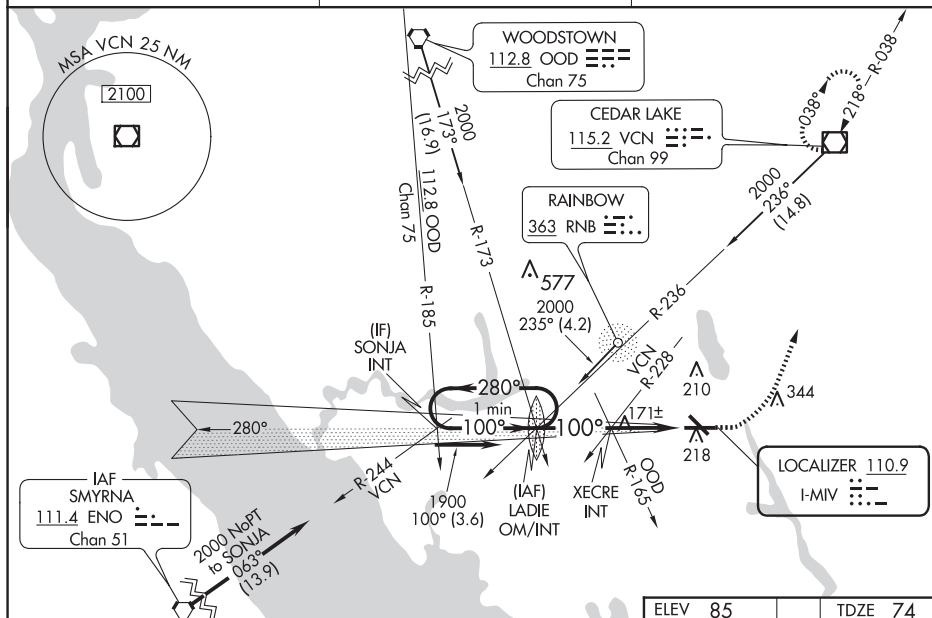 MSA VCN 25 NM
2100
WOODSTOWN
112.8 OOD
Chan 75
CEDAR LAKE
115.2 VCN
Chan 99
RAINBOW
363 RNB
038°
218°
R-038
2000
173°
(16.9)
112.8 OOD
Chan 75
R-173
R-185
2000
236°
(14.8)
R-236
577
2000
235° (4.2)
VCN
R-228
210
344
171±
218
(IF)
SONJA
INT
280°
1 min
100°
100°
280°
R-244
VCN
1900
100° (3.6)
(IAF)
LADIE
OM/INT
XECRE
INT
OOD
R-165
LOCALIZER 110.9
I-MIV
IAF
SMYRNA
111.4 ENO
Chan 51
2000 NoPT
to SONJA
063°
(13.9)
ELEV 85
TDZE 74